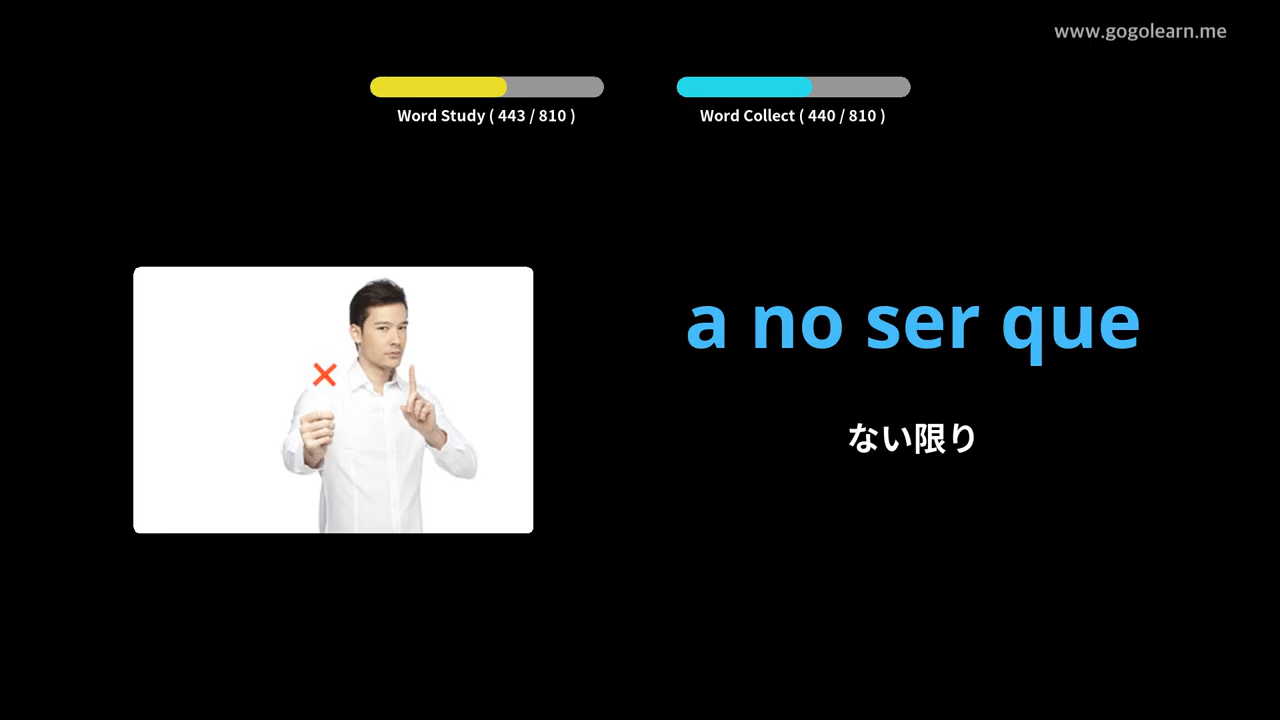 www.gogolearn.me
Word Study ( 443 / 810 )
Word Collect ( 440 / 810 )
a no ser que
ない限り